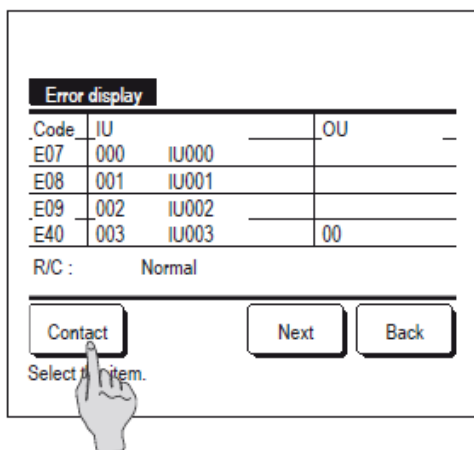 Error display
Code IU OU
E07 000 IU000
E08 001 IU001
E09 002 IU002
E40 003 IU003 00
R/C : Normal
Contact Next Back
Select item.